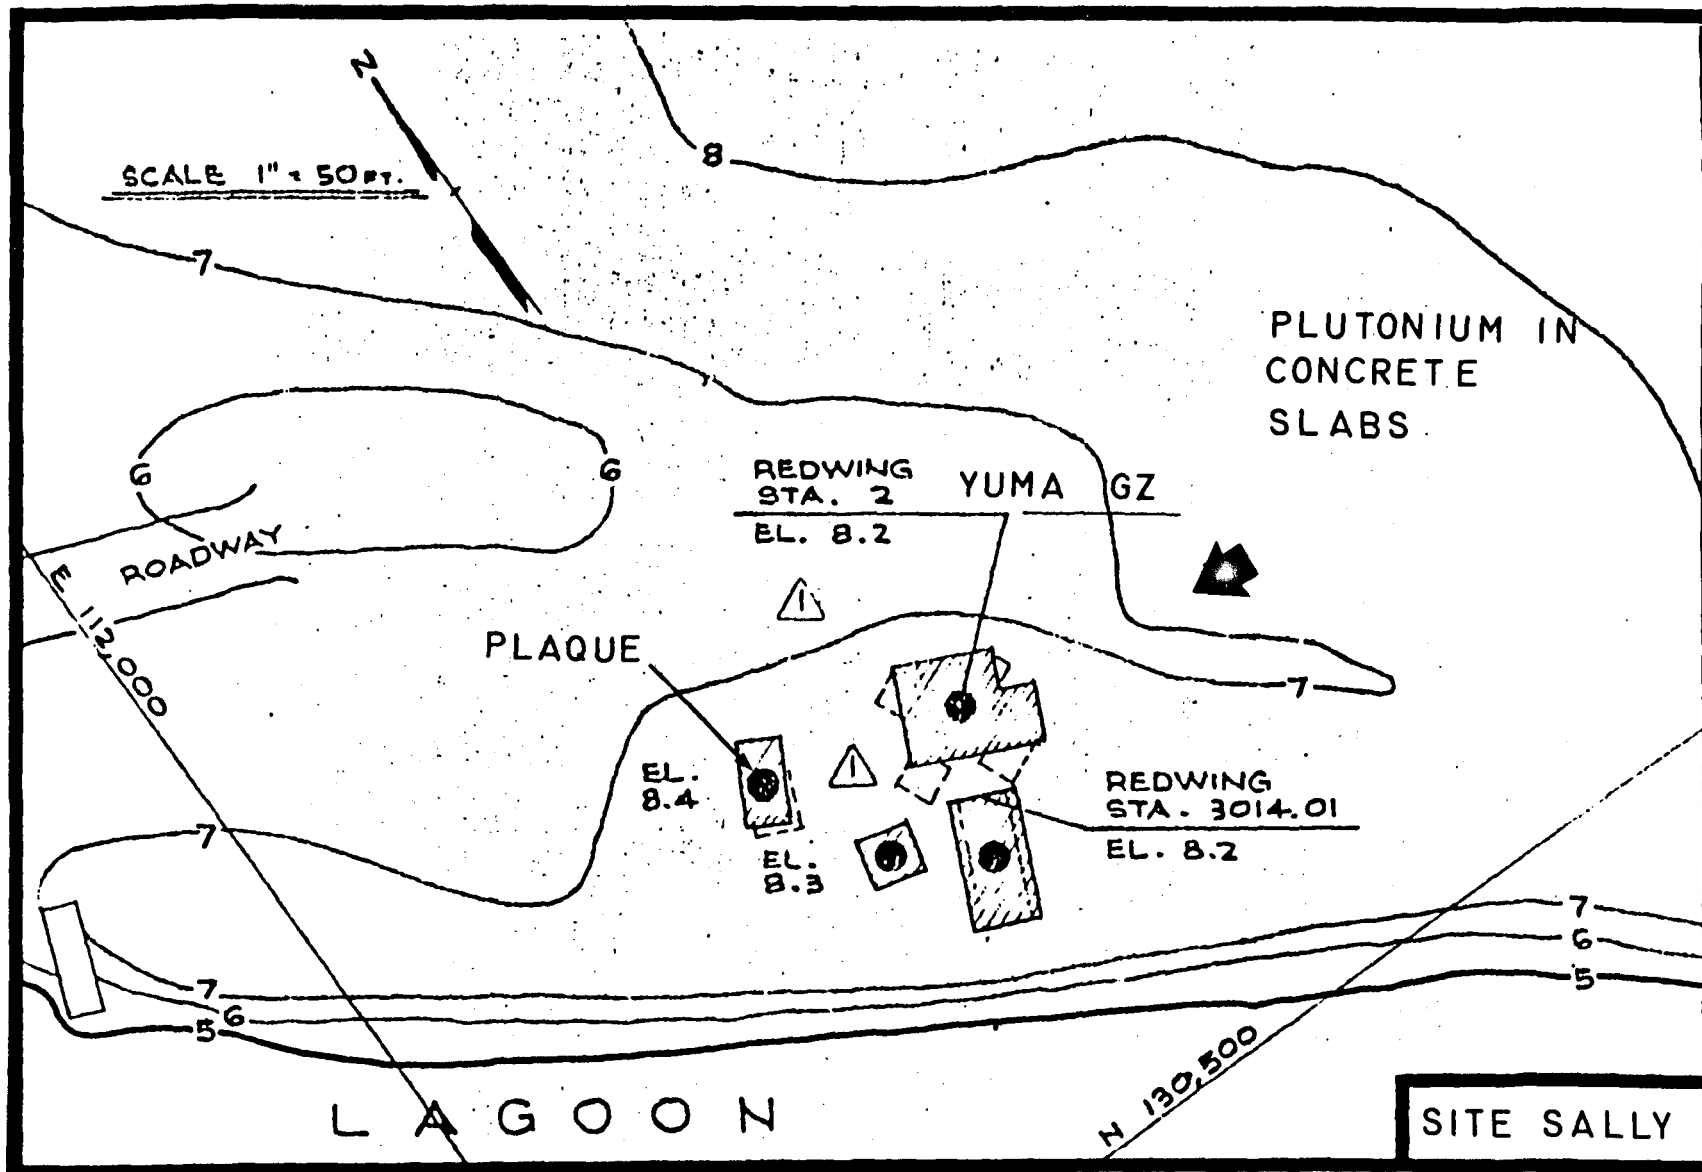 N
SCALE 1" = 50 FT.
8
7
PLUTONIUM IN
CONCRETE
SLABS
7
6
6
REDWING
STA. 2
EL. 8.2
YUMA GZ
ROADWAY
E 112,000
1
PLAQUE
7
EL.
8.4
1
REDWING
STA. 3014.01
EL. 8.2
7
EL.
8.3
7
6
5
7
6
5
N 130,500
LAGOON
SITE SALLY